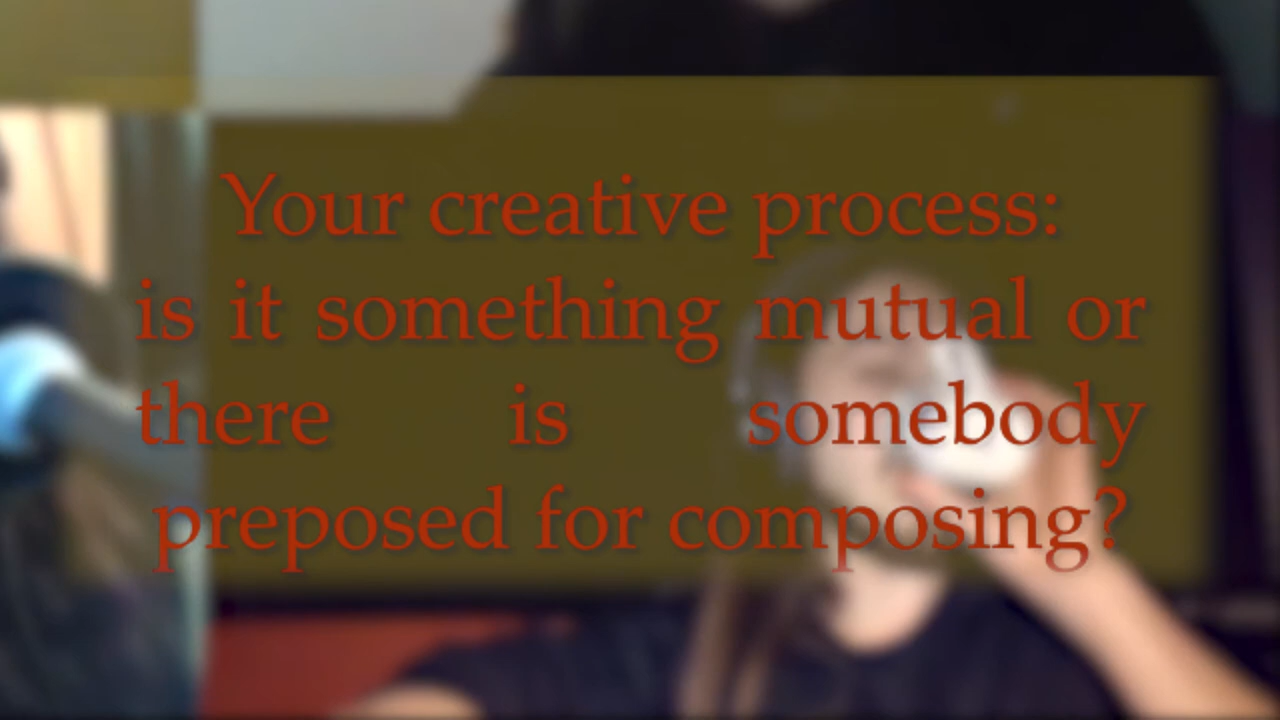 Your creative process:
is it something mutual or
there is somebody
preposed for composing?